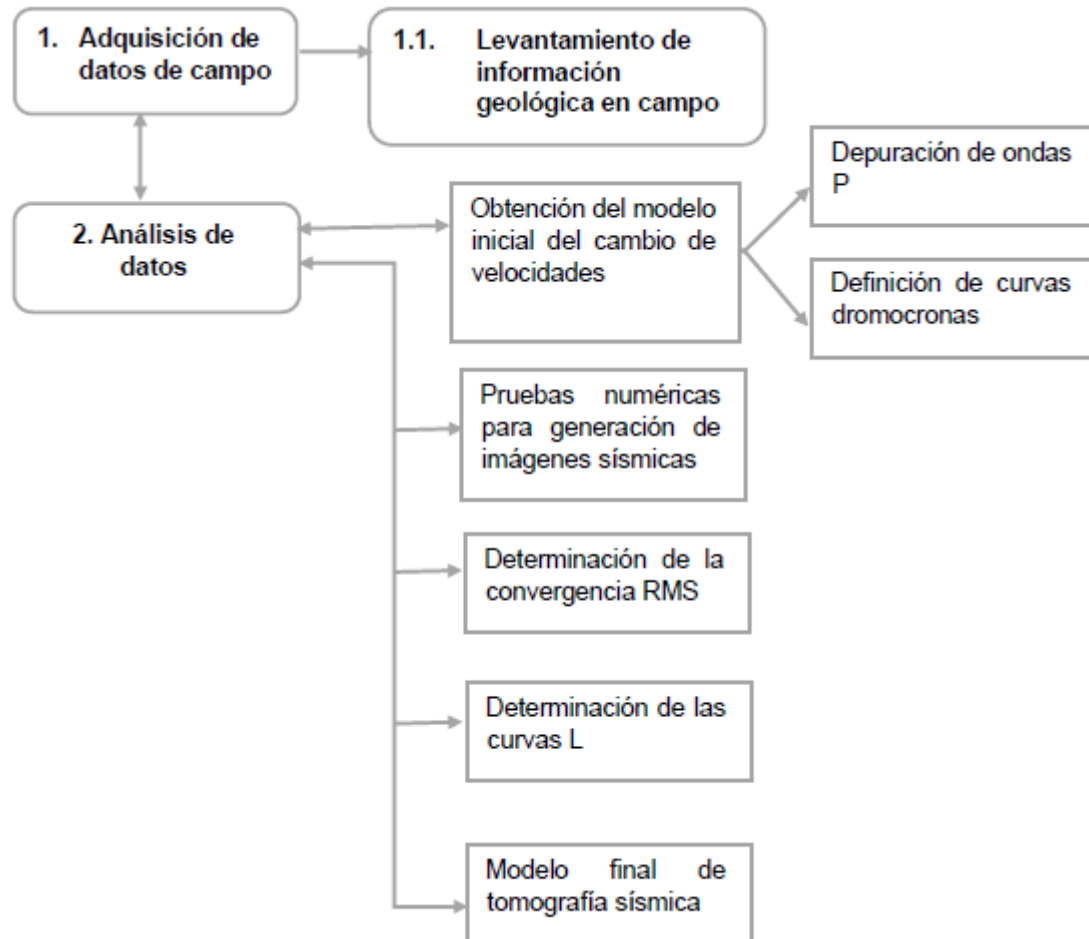 1. Adquisición de
datos de campo
1.1. Levantamiento de
información
geológica en campo
2. Análisis de
datos
Obtención del modelo
inicial del cambio de
velocidades
Depuración de ondas
P
Definición de curvas
dromocronas
Pruebas numéricas
para generación de
imágenes sísmicas
Determinación de la
convergencia RMS
Determinación de las
curvas L
Modelo final de
tomografía sísmica